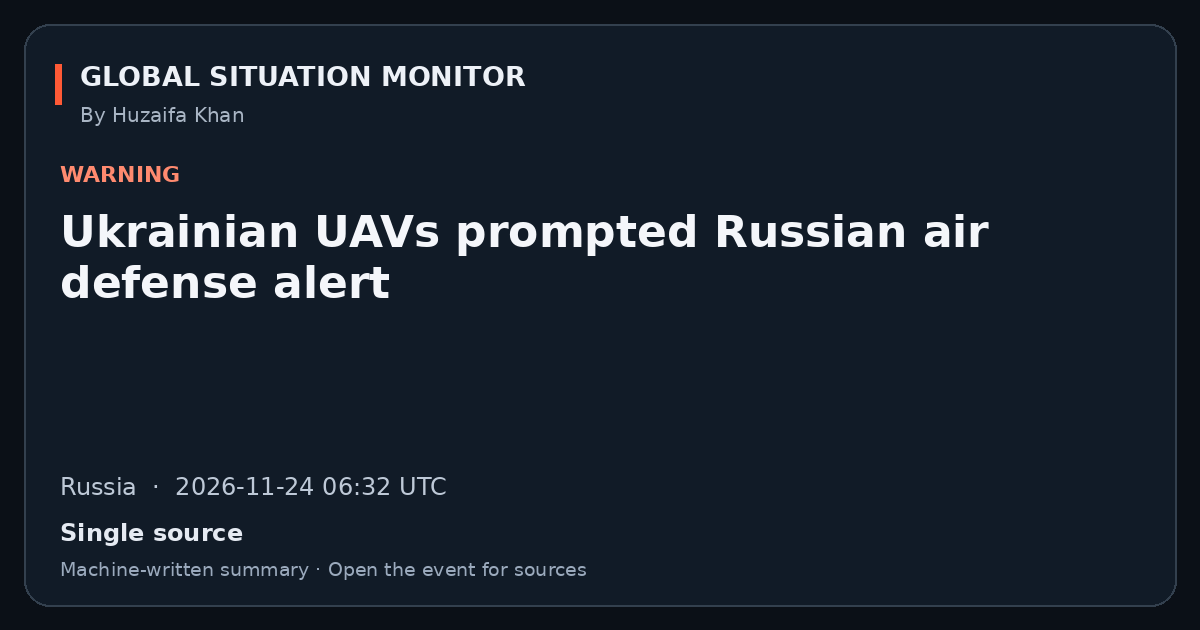 GLOBAL SITUATION MONITOR
By Huzaifa Khan
WARNING
Ukrainian UAVs prompted Russian air
defense alert
Russia · 2026-11-24 06:32 UTC
Single source
Machine-written summary · Open the event for sources